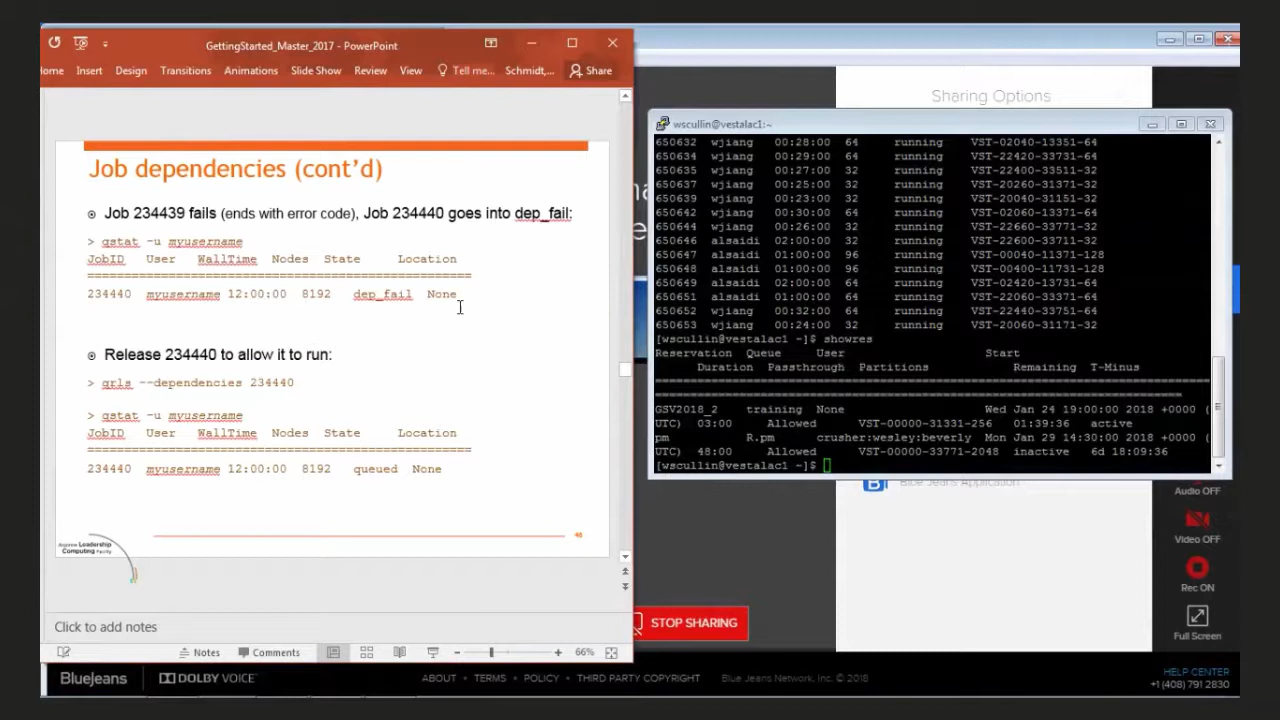 GettingStarted_Master_2017 - PowerPoint
ome Insert Design Transitions Animations Slide Show Review View Tell me... Schmidt,... Share
Job dependencies (cont'd)
Job 234439 fails (ends with error code), Job 234440 goes into dep_fail:
> qstat -u myusername
JobID User WallTime Nodes State Location
234440 myusername 12:00:00 8192 dep_fail None
Release 234440 to allow it to run:
> qrls --dependencies 234440
> qstat -u myusername
JobID User WallTime Nodes State Location
234440 myusername 12:00:00 8192 queued None
Argonne Leadership
Computing Facility
Click to add notes
Notes Comments 66%
Sharing Options
wscullin@vestalac1:~
650632 wjiang 00:28:00 64 running VST-02040-13351-64
650634 wjiang 00:29:00 64 running VST-22420-33731-64
650635 wjiang 00:27:00 32 running VST-22400-33511-32
650637 wjiang 00:25:00 32 running VST-20260-31371-32
650639 wjiang 00:23:00 32 running VST-20040-31151-32
650642 wjiang 00:30:00 64 running VST-22060-33371-64
650644 wjiang 00:26:00 32 running VST-22660-33771-32
650646 alsaidi 02:00:00 32 running VST-22600-33711-32
650647 alsaidi 01:00:00 96 running VST-00040-11371-128
650648 alsaidi 01:00:00 96 running VST-00400-11731-128
650649 alsaidi 02:00:00 64 running VST-02420-13731-64
650651 alsaidi 01:00:00 64 running VST-22060-33371-64
650652 wjiang 00:32:00 64 running VST-22440-33751-64
650653 wjiang 00:24:00 32 running VST-20060-31171-32
[wscullin@vestalac1 ~]$ showres
Reservation Queue User Start
Duration Passthrough Partitions Remaining T-Minus
GSV2018_2 training None Wed Jan 24 19:00:00 2018 +0000 (
UTC) 03:00 Allowed VST-00000-31331-256 01:39:36 active
pm R.pm crusher:wesley:beverly Mon Jan 29 14:30:00 2018 +0000 (
UTC) 48:00 Allowed VST-00000-33771-2048 inactive 6d 18:09:36
[wscullin@vestalac1 ~]$
Blue Jeans Application
Audio OFF
Video OFF
Rec ON
Full Screen
STOP SHARING
BlueJeans DOLBY VOICE ABOUT • TERMS • POLICY • THIRD PARTY COPYRIGHT Blue Jeans Network, Inc. © 2018
HELP CENTER
+1 (408) 791 2830